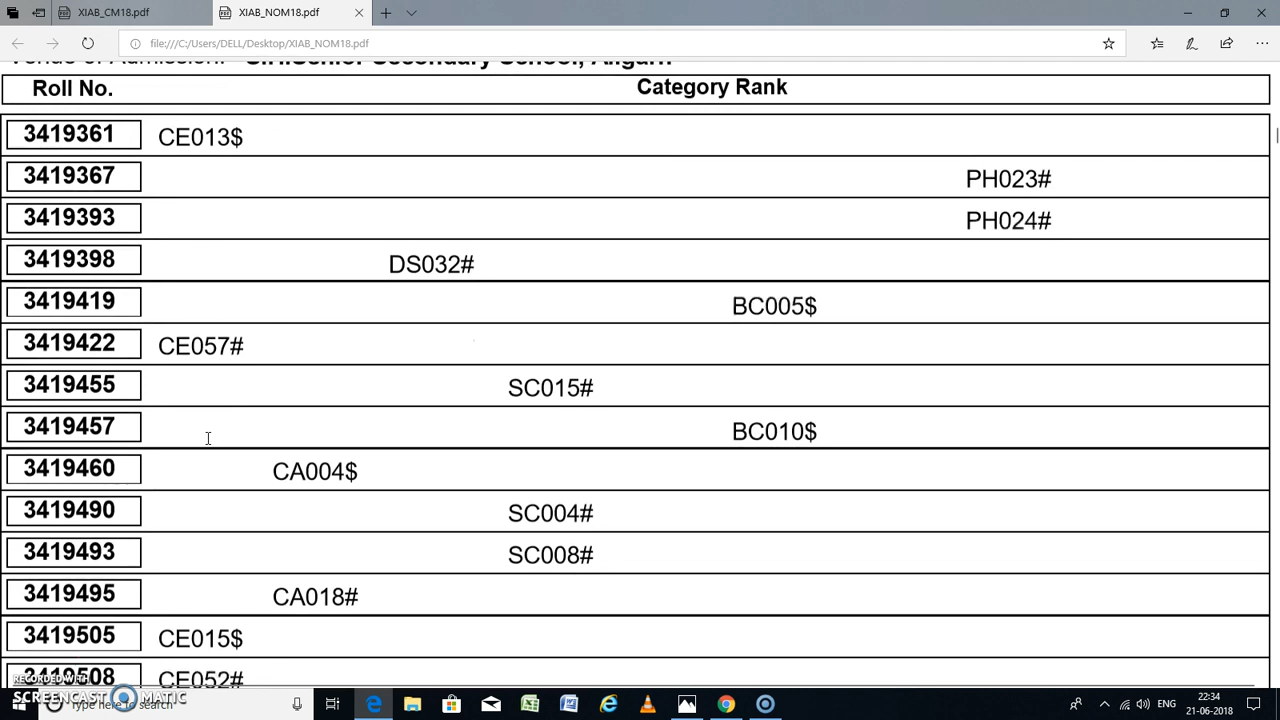 XIAB_CM18.pdf
XIAB_NOM18.pdf
file:///C:/Users/DELL/Desktop/XIAB_NOM18.pdf
Roll No. Category Rank
3419361 CE013$
3419367 PH023#
3419393 PH024#
3419398 DS032#
3419419 BC005$
3419422 CE057#
3419455 SC015#
3419457 BC010$
3419460 CA004$
3419490 SC004#
3419493 SC008#
3419495 CA018#
3419505 CE015$
3419508 CE052#
RECORDED WITH
SCREENCAST MATIC
Type here to search
ENG
22:34
21-06-2018